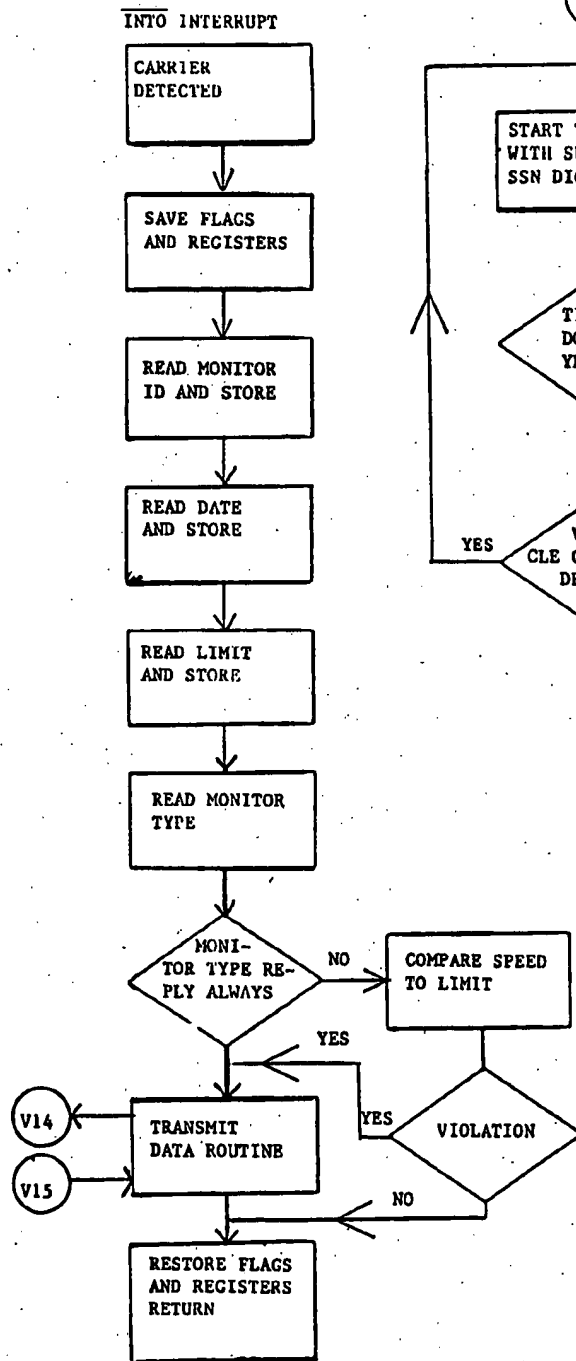 INTO INTERRUPT
CARRIER
DETECTED
SAVE FLAGS
AND REGISTERS
READ MONITOR
ID AND STORE
READ DATE
AND STORE
READ LIMIT
AND STORE
READ MONITOR
TYPE
MONI-
TOR TYPE RE-
PLY ALWAYS
NO
COMPARE SPEED
TO LIMIT
YES
VIOLATION
YES
NO
V14
V15
TRANSMIT
DATA ROUTINE
RESTORE FLAGS
AND REGISTERS
RETURN
START
WITH
SSN
YES
CLE